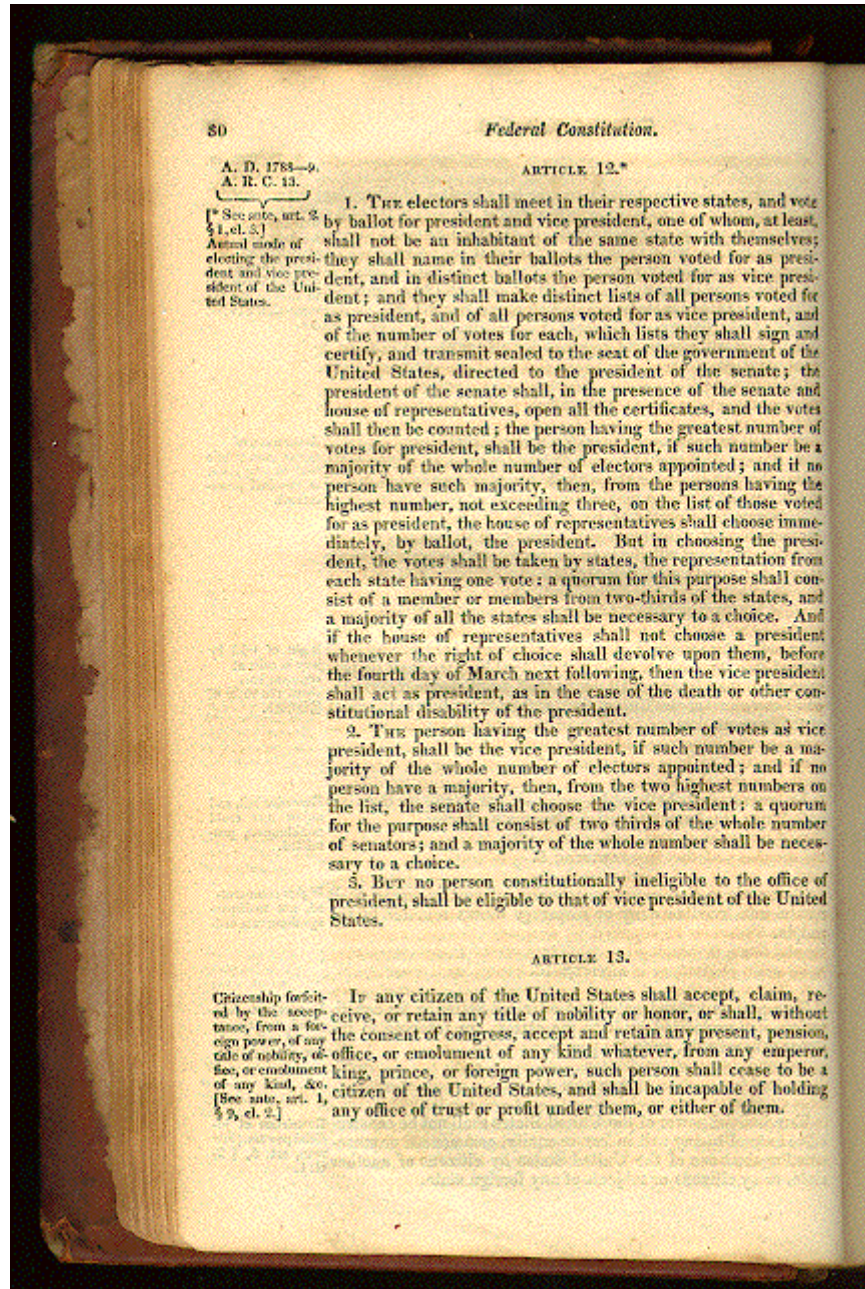 30 Federal Constitution.
A. D. 1788—9.
A. R. C. 13.
[* See ante, art. 2.
§ 1, cl. 3.]
Actual mode of
electing the presi-
dent and vice pre-
sident of the Uni-
ted States.
ARTICLE 12.*
1. THE electors shall meet in their respective states, and vote
by ballot for president and vice president, one of whom, at least,
shall not be an inhabitant of the same state with themselves;
they shall name in their ballots the person voted for as presi-
dent, and in distinct ballots the person voted for as vice presi-
dent; and they shall make distinct lists of all persons voted for
as president, and of all persons voted for as vice president, and
of the number of votes for each, which lists they shall sign and
certify, and transmit sealed to the seat of the government of the
United States, directed to the president of the senate; the
president of the senate shall, in the presence of the senate and
house of representatives, open all the certificates, and the votes
shall then be counted; the person having the greatest number of
votes for president, shall be the president, if such number be a
majority of the whole number of electors appointed; and if no
person have such majority, then, from the persons having the
highest number, not exceeding three, on the list of those voted
for as president, the house of representatives shall choose imme-
diately, by ballot, the president. But in choosing the presi-
dent, the votes shall be taken by states, the representation from
each state having one vote: a quorum for this purpose shall con-
sist of a member or members from two-thirds of the states, and
a majority of all the states shall be necessary to a choice. And
if the house of representatives shall not choose a president
whenever the right of choice shall devolve upon them, before
the fourth day of March next following, then the vice president
shall act as president, as in the case of the death or other con-
stitutional disability of the president.
2. THE person having the greatest number of votes as vice
president, shall be the vice president, if such number be a ma-
jority of the whole number of electors appointed; and if no
person have a majority, then, from the two highest numbers on
the list, the senate shall choose the vice president: a quorum
for the purpose shall consist of two thirds of the whole number
of senators; and a majority of the whole number shall be neces-
sary to a choice.
3. BUT no person constitutionally ineligible to the office of
president, shall be eligible to that of vice president of the United
States.
ARTICLE 13.
Citizenship forfeit-
ed by the accep-
tance, from a for-
eign power, of any
title of nobility, of-
fice, or emolument
of any kind, &c.
[See ante, art. 1,
§ 9, cl. 2.]
IF any citizen of the United States shall accept, claim, re-
ceive, or retain any title of nobility or honor, or shall, without
the consent of congress, accept and retain any present, pension,
office, or emolument of any kind whatever, from any emperor,
king, prince, or foreign power, such person shall cease to be a
citizen of the United States, and shall be incapable of holding
any office of trust or profit under them, or either of them.